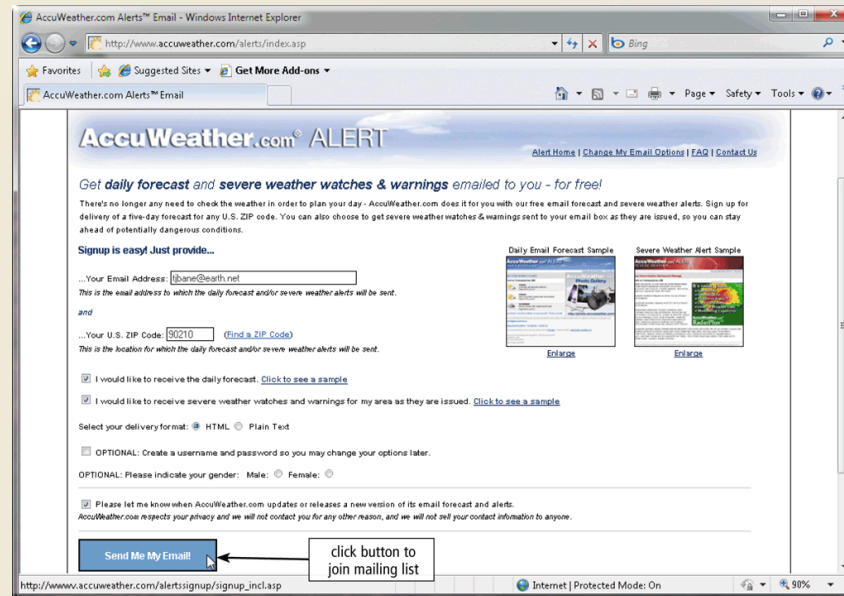 AccuWeather.com Alerts™ Email - Windows Internet Explorer
http://www.accuweather.com/alerts/index.asp
Bing
Favorites Suggested Sites Get More Add-ons
AccuWeather.com Alerts™ Email
Page Safety Tools
AccuWeather.com® ALERT
Alert Home | Change My Email Options | FAQ | Contact Us
Get daily forecast and severe weather watches & warnings emailed to you - for free!
There's no longer any need to check the weather in order to plan your day - AccuWeather.com does it for you with our free email forecast and severe weather alerts. Sign up for
delivery of a five-day forecast for any U.S. ZIP code. You can also choose to get severe weather watches & warnings sent to your email box as they are issued, so you can stay
ahead of potentially dangerous conditions.
Signup is easy! Just provide...
Daily Email Forecast Sample Severe Weather Alert Sample
...Your Email Address: tjbane@earth.net
This is the email address to which the daily forecast and/or severe weather alerts will be sent.
and
...Your U.S. ZIP Code: 90210 (Find a ZIP Code)
This is the location for which the daily forecast and/or severe weather alerts will be sent.
Enlarge Enlarge
I would like to receive the daily forecast. Click to see a sample
I would like to receive severe weather watches and warnings for my area as they are issued. Click to see a sample
Select your delivery format: HTML Plain Text
OPTIONAL: Create a username and password so you may change your options later.
OPTIONAL: Please indicate your gender: Male: Female:
Please let me know when AccuWeather.com updates or releases a new version of its email forecast and alerts.
AccuWeather.com respects your privacy and we will not contact you for any other reason, and we will not sell your contact information to anyone.
Send Me My Email!
click button to
join mailing list
http://www.accuweather.com/alertssignup/signup_incl.asp Internet | Protected Mode: On 90%